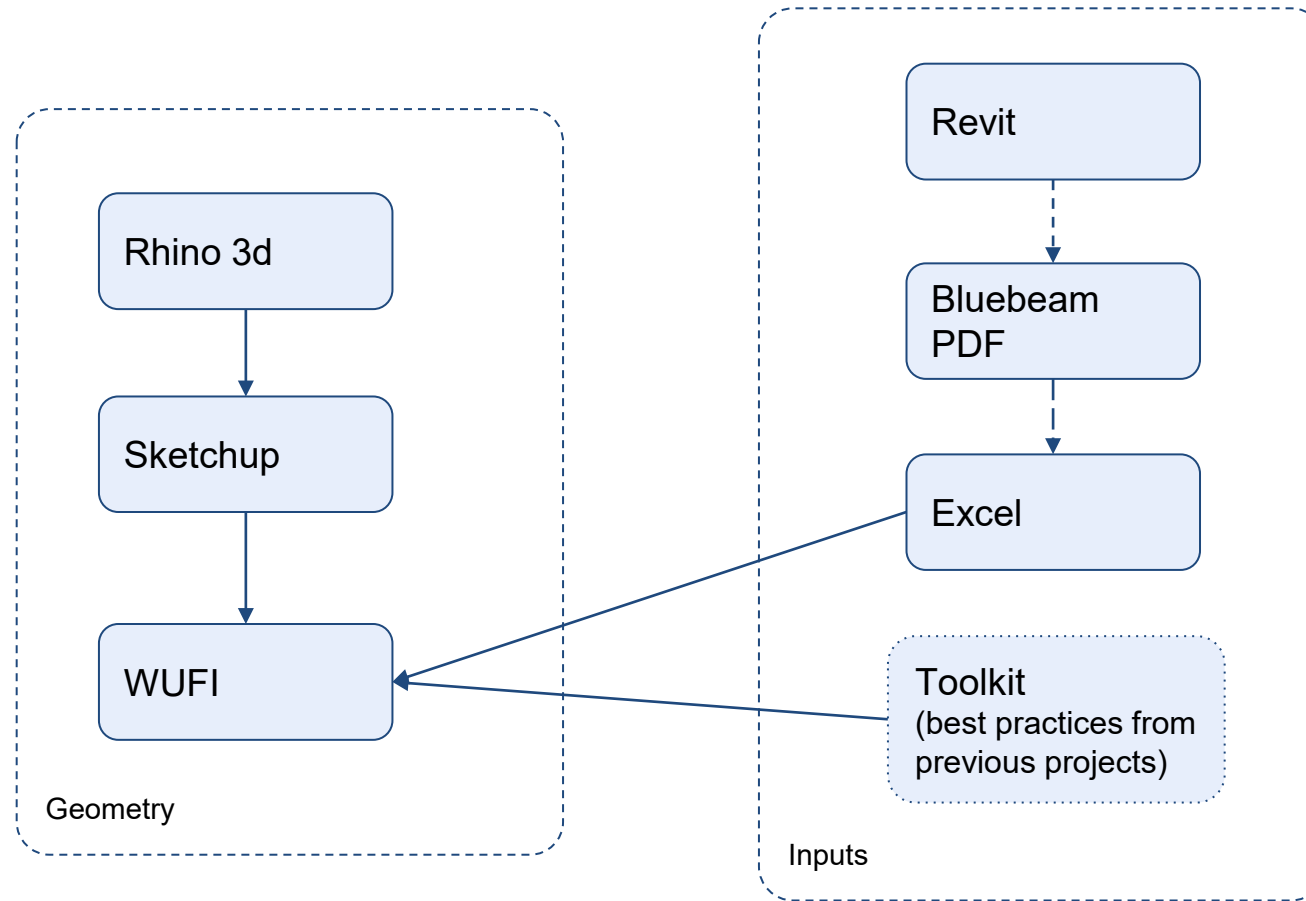 Rhino 3d
Sketchup
WUFI
Geometry
Revit
Bluebeam
PDF
Excel
Toolkit
(best practices from
previous projects)
Inputs